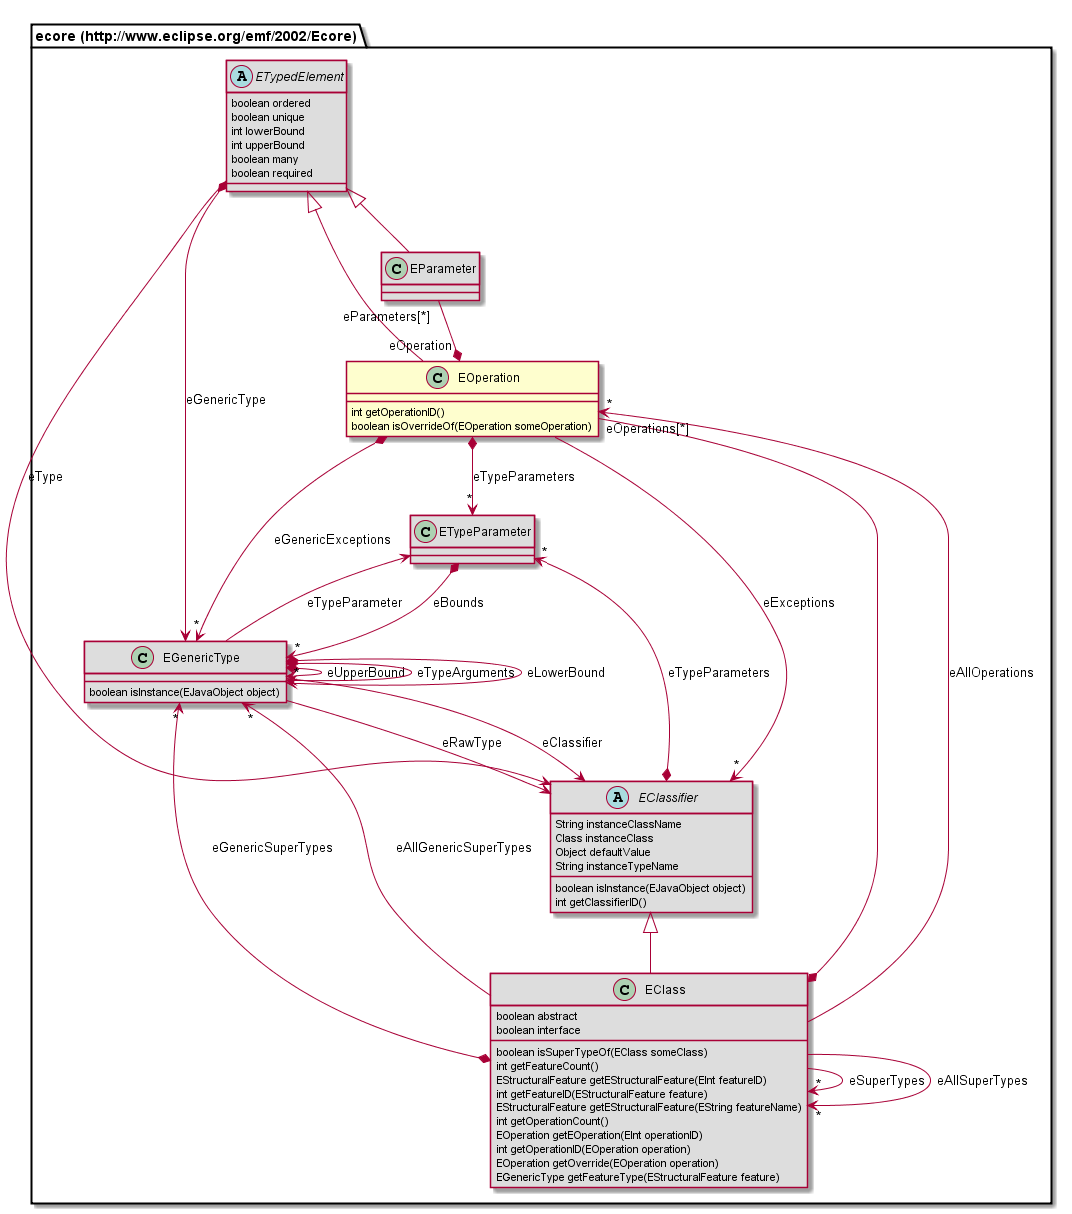 ecore (http://www.eclipse.org/emf/2002/Ecore)
A ETypedElement
boolean ordered
boolean unique
int lowerBound
int upperBound
boolean many
boolean required
C EParameter
eParameters[*]
eOperation
C EOperation
int getOperationID()
boolean isOverrideOf(EOperation someOperation)
eGenericType
*
eOperations[*]
eType
eTypeParameters
*
eGenericExceptions
C ETypeParameter
*
eTypeParameter
eBounds
eExceptions
*
*
C EGenericType
boolean isInstance(EJavaObject object)
*
eUpperBound
eTypeArguments
eLowerBound
eTypeParameters
eAllOperations
*
*
eRawType
eClassifier
*
A EClassifier
String instanceClassName
Class instanceClass
Object defaultValue
String instanceTypeName
boolean isInstance(EJavaObject object)
int getClassifierID()
eGenericSuperTypes
eAllGenericSuperTypes
C EClass
boolean abstract
boolean interface
boolean isSuperTypeOf(EClass someClass)
int getFeatureCount()
EStructuralFeature getEStructuralFeature(EInt featureID)
int getFeatureID(EStructuralFeature feature)
EStructuralFeature getEStructuralFeature(EString featureName)
int getOperationCount()
EOperation getEOperation(EInt operationID)
int getOperationID(EOperation operation)
EOperation getOverride(EOperation operation)
EGenericType getFeatureType(EStructuralFeature feature)
*
eSuperTypes
eAllSuperTypes
*